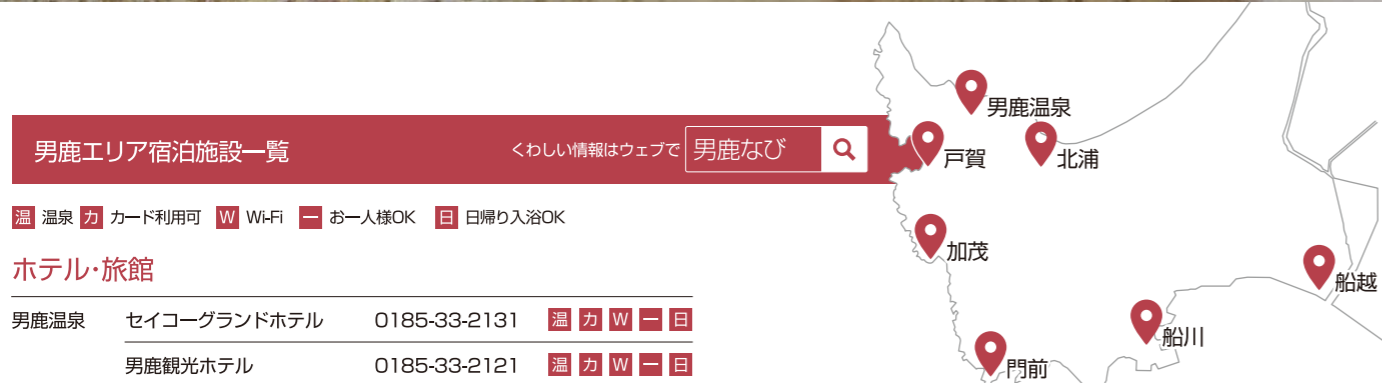 男鹿エリア宿泊施設一覧 くわしい情報はウェブで 男鹿なび
温 温泉 カ カード利用可 W Wi-Fi 一 お一人様OK 日 日帰り入浴OK
ホテル・旅館
男鹿温泉 セイコーグランドホテル 0185-33-2131 温 カ W 一 日
男鹿観光ホテル 0185-33-2121 温 カ W 一 日
男鹿温泉
戸賀
北浦
加茂
船越
船川
門前